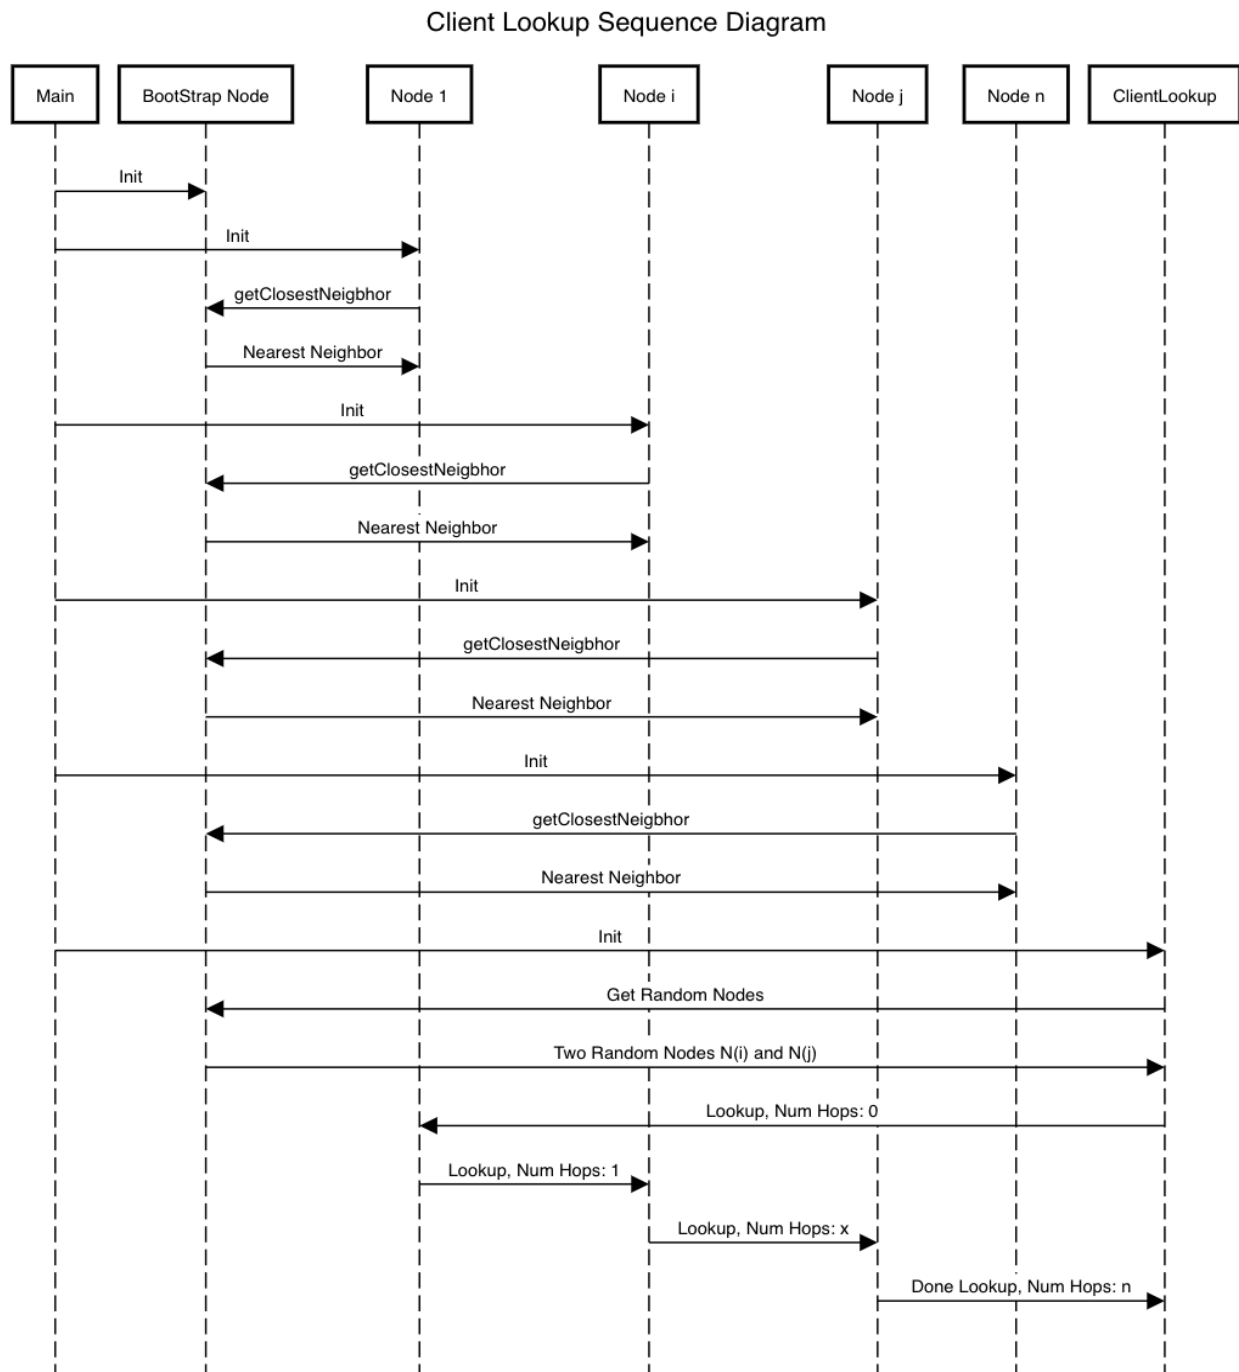 Client Lookup Sequence Diagram
Main
BootStrap Node
Node 1
Node i
Node j
Node n
ClientLookup
Init
Init
getClosestNeigbhor
Nearest Neighbor
Init
getClosestNeigbhor
Nearest Neighbor
Init
getClosestNeigbhor
Nearest Neighbor
Init
getClosestNeigbhor
Nearest Neighbor
Init
Get Random Nodes
Two Random Nodes N(i) and N(j)
Lookup, Num Hops: 0
Lookup, Num Hops: 1
Lookup, Num Hops: x
Done Lookup, Num Hops: n